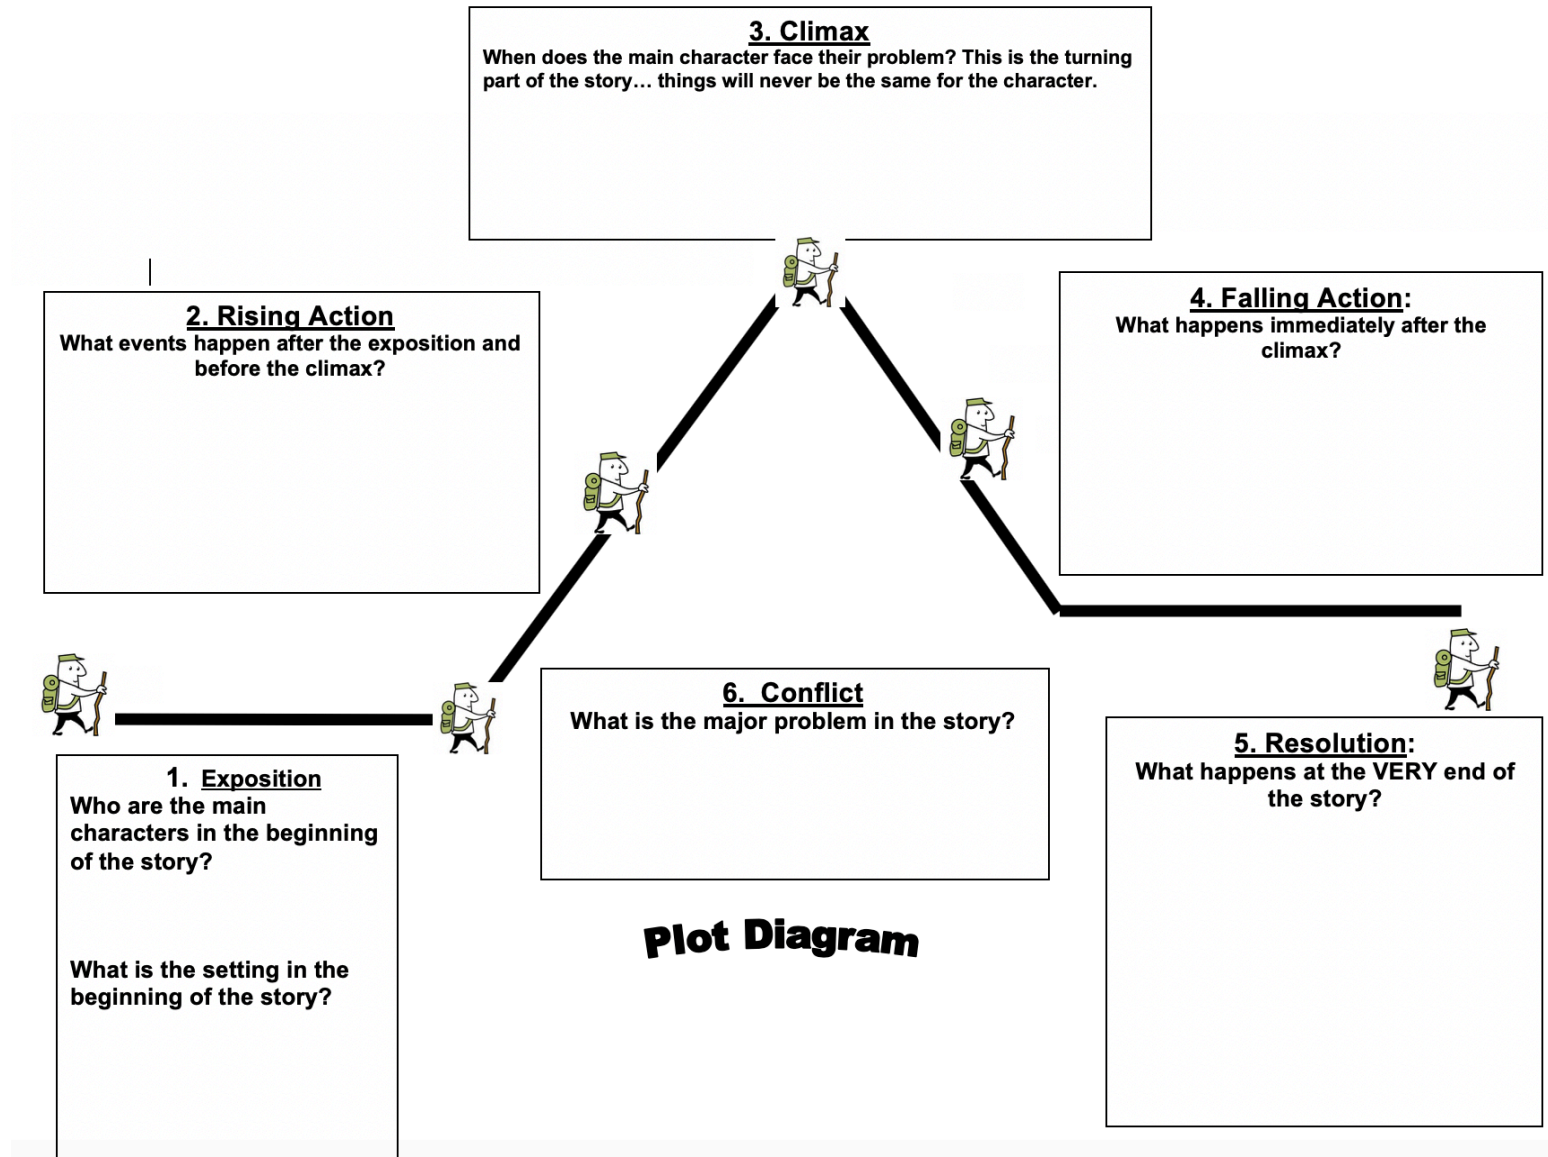 3. Climax
When does the main character face their problem? This is the turning
part of the story… things will never be the same for the character.
2. Rising Action
What events happen after the exposition and
before the climax?
4. Falling Action:
What happens immediately after the
climax?
6. Conflict
What is the major problem in the story?
5. Resolution:
What happens at the VERY end of
the story?
1. Exposition
Who are the main
characters in the beginning
of the story?
What is the setting in the
beginning of the story?
Plot Diagram